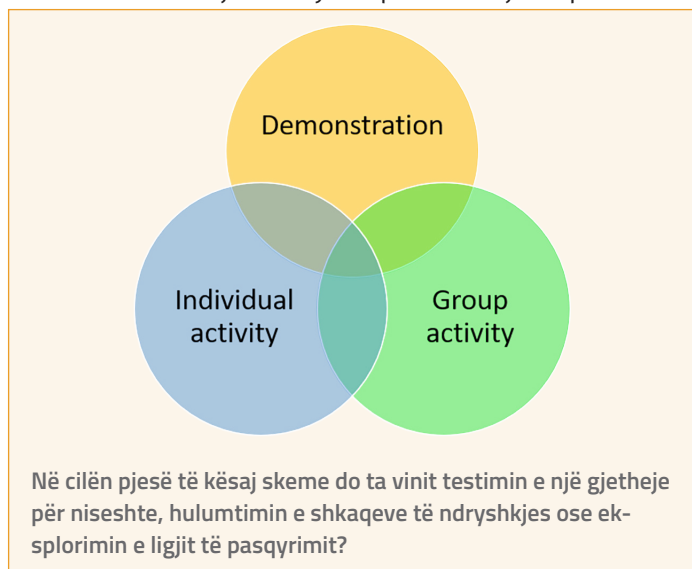 Demonstration
Individual
activity
Group
activity
Në cilën pjesë të kësaj skeme do ta vinit testimin e një gjetheje
për niseshte, hulumtimin e shkaqeve të ndryshkjes ose ek-
splorimin e ligjit të pasqyrimit?